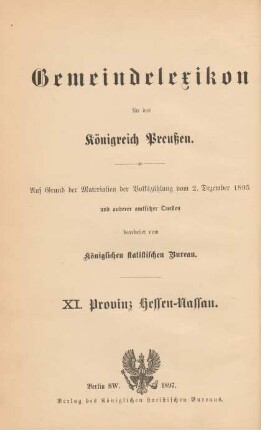 Gemeindelexikon
für das
Königreich Preußen.
Auf Grund der Materialien der Volkszählung vom 2. Dezember 1895
und anderer amtlicher Quellen
bearbeitet vom
Königlichen statistischen Bureau.
XI. Provinz Hessen-Nassau.
Berlin SW. 1897.
Verlag des Königlichen statistischen Bureaus.